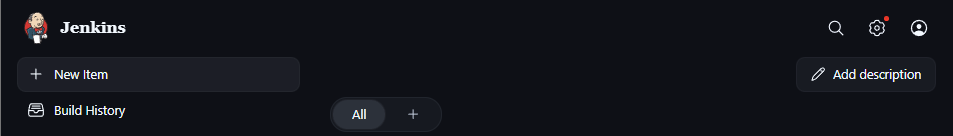 Jenkins
New Item
Add description
Build History
All